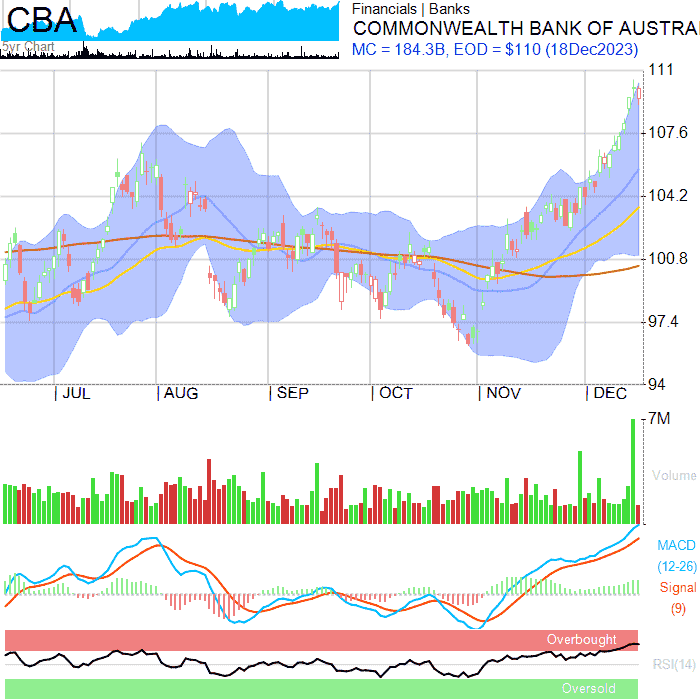 CBA
5yr Chart
Financials | Banks
COMMONWEALTH BANK OF AUSTRA
MC = 184.3B, EOD = $110 (18Dec2023)
111
107.6
104.2
100.8
97.4
94
JUL AUG SEP OCT NOV DEC
7M
Volume
MACD
(12-26)
Signal
(9)
Overbought
RSI(14)
Oversold